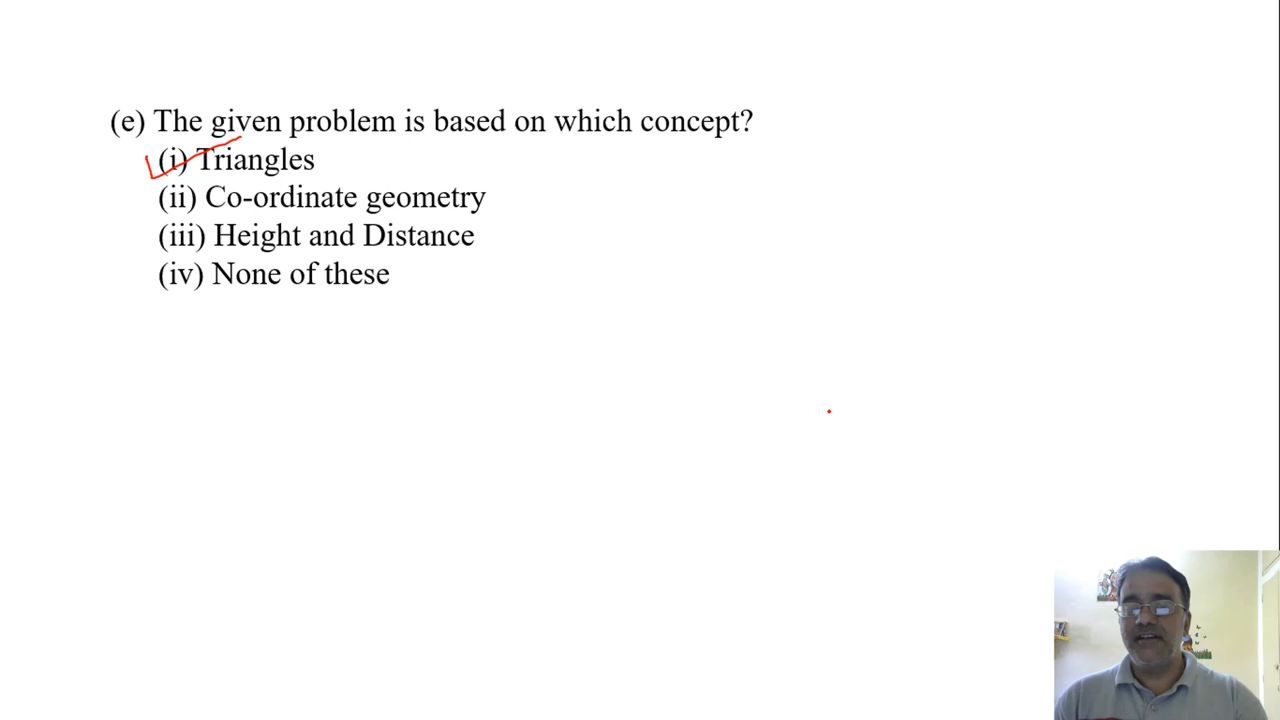 (e) The given problem is based on which concept?
(i) Triangles
(ii) Co-ordinate geometry
(iii) Height and Distance
(iv) None of these